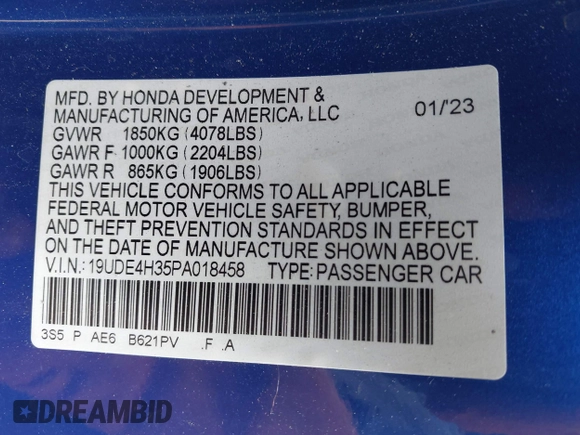 MFD. BY HONDA DEVELOPMENT &
MANUFACTURING OF AMERICA, LLC 01/'23
GVWR 1850KG (4078LBS)
GAWR F 1000KG (2204LBS)
GAWR R 865KG (1906LBS)
THIS VEHICLE CONFORMS TO ALL APPLICABLE
FEDERAL MOTOR VEHICLE SAFETY, BUMPER,
AND THEFT PREVENTION STANDARDS IN EFFECT
ON THE DATE OF MANUFACTURE SHOWN ABOVE.
V.I.N.: 19UDE4H35PA018458 TYPE: PASSENGER CAR
3S5 P AE6 B621PV .F .A
DREAMBID